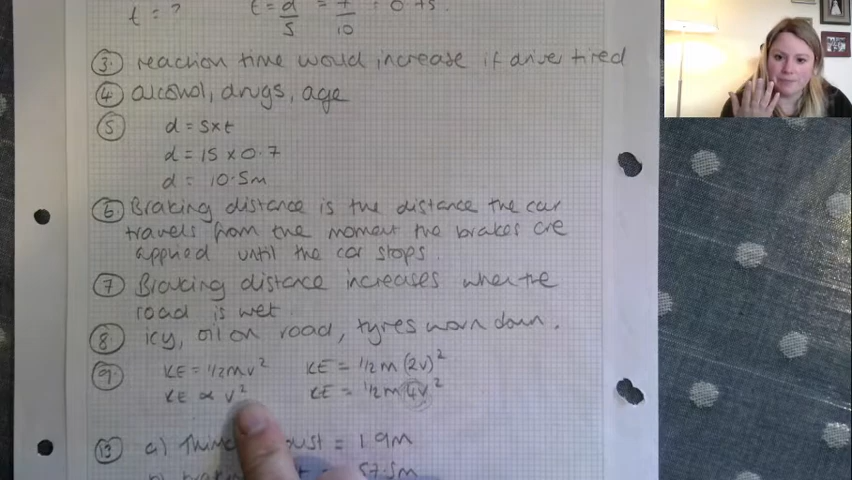 t = ? t = d/5 = 7/10 = 0.75.
③ reaction time would increase if driver tired
④ alcohol, drugs, age
⑤ d = s x t
d = 15 x 0.7
d = 10.5m
⑥ Braking distance is the distance the car
travels from the moment the brakes are
applied until the car stops.
⑦ Braking distance increases when the
road is wet.
⑧ icy, oil on road, tyres worn down.
⑨ KE = 1/2mv² KE = 1/2m(2v)²
KE ∝ v² KE = 1/2m4v²
⑬ a) = 1.9m
b) 57.5m